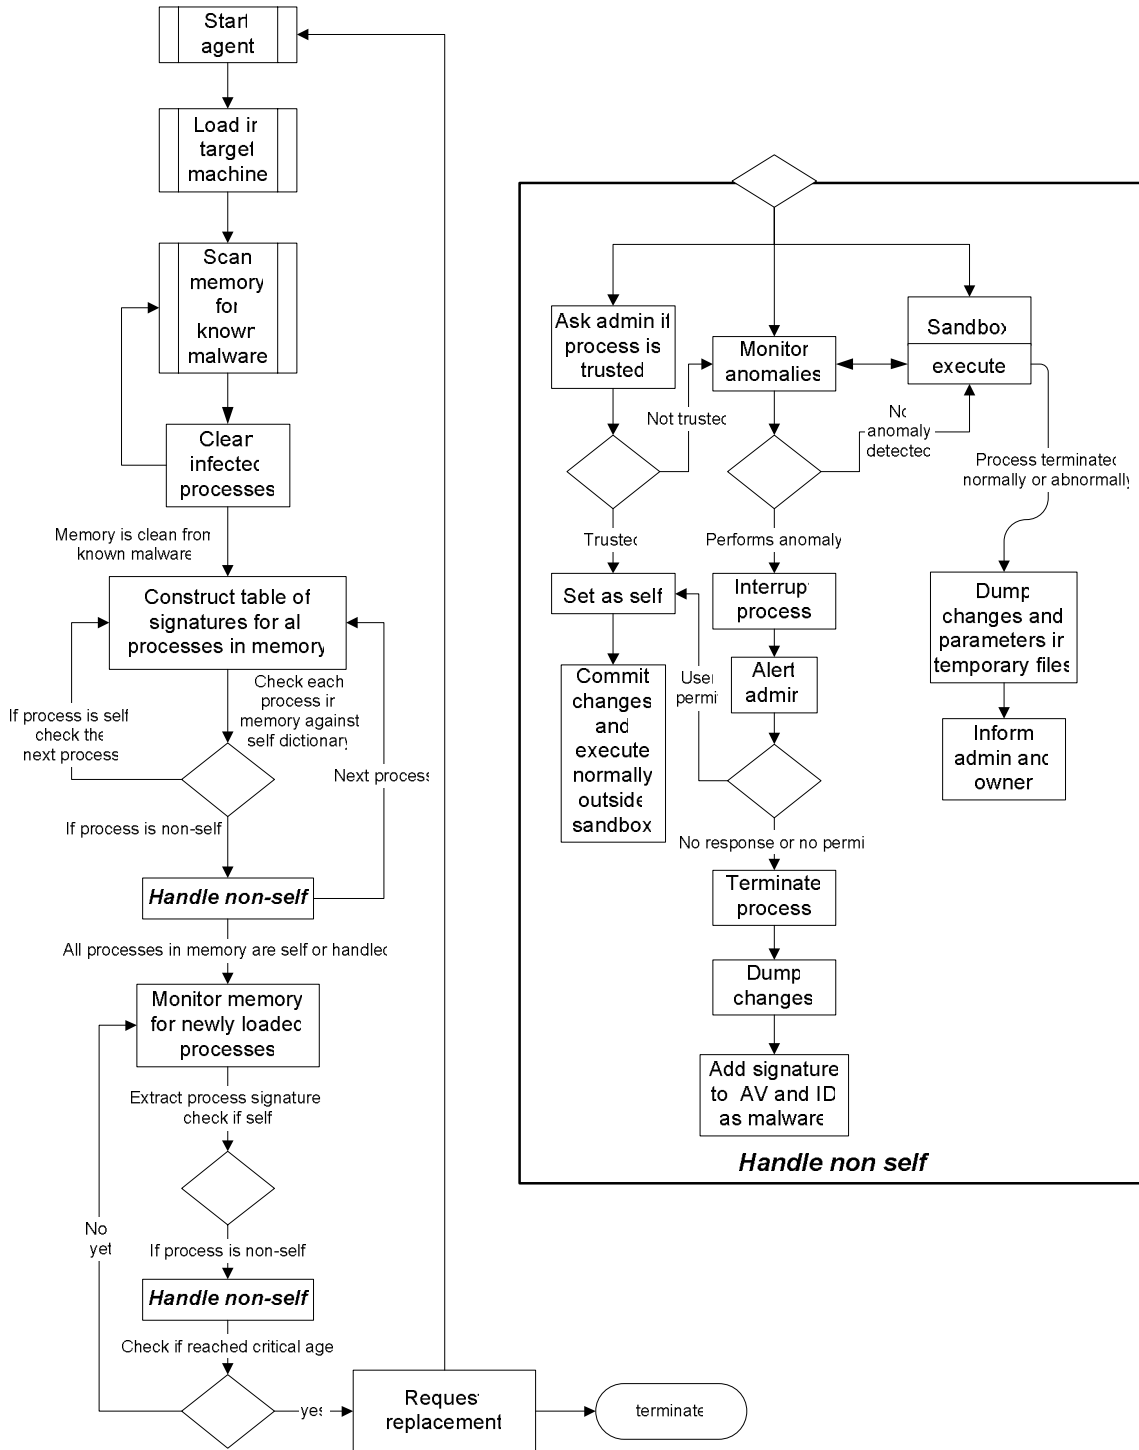 Start
agent
Load in
target
machine
Scan
memory
for
known
malware
Clean
infected
processes
Memory is clean from
known malware
Construct table of
signatures for al
processes in memory
Check each
process in
memory against
self dictionary
If process is self
check the
next process
Next process
If process is non-self
Handle non-self
All processes in memory are self or handled
Monitor memory
for newly loaded
processes
Extract process signature
check if self
No
yet
If process is non-self
Handle non-self
Check if reached critical age
yes
Request
replacement
terminate
Ask admin if
process is
trusted
Monitor
anomalies
Sandbox
execute
Not trusted
No
anomaly
detected
Process terminated
normally or abnormally
Trusted
Performs anomaly
Set as self
Interrupt
process
Dump
changes and
parameters in
temporary files
Commit
changes
and
execute
normally
outside
sandbox
User
permi
Alert
admin
Inform
admin and
owner
No response or no permi
Terminate
process
Dump
changes
Add signature
to AV and ID
as malware
Handle non self